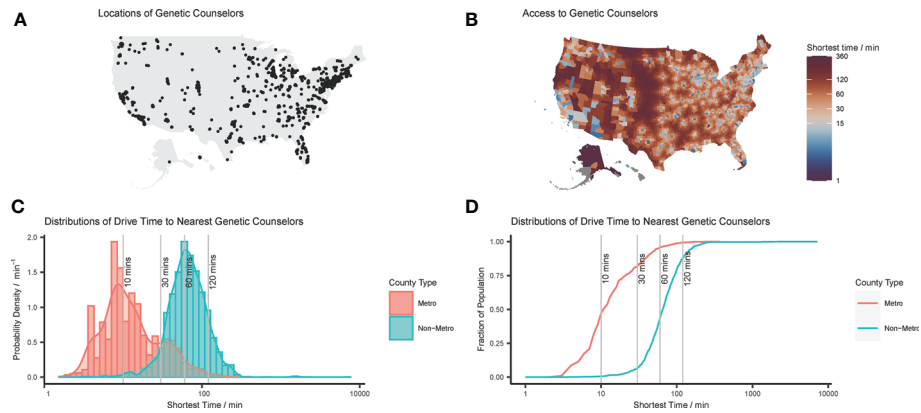 A
Locations of Genetic Counselors
B
Access to Genetic Counselors
Shortest time / min
360
120
60
30
15
1
C
Distributions of Drive Time to Nearest Genetic Counselors
Probability Density / min⁻¹
2.0
1.5
1.0
0.5
0.0
10 mins
30 mins
60 mins
120 mins
1
10
100
1000
10000
Shortest Time / min
County Type
Metro
Non-Metro
D
Distributions of Drive Time to Nearest Genetic Counselors
Fraction of Population
1.00
0.75
0.50
0.25
0.00
10 mins
30 mins
60 mins
120 mins
1
10
100
1000
10000
Shortest Time / min
County Type
Metro
Non-Metro